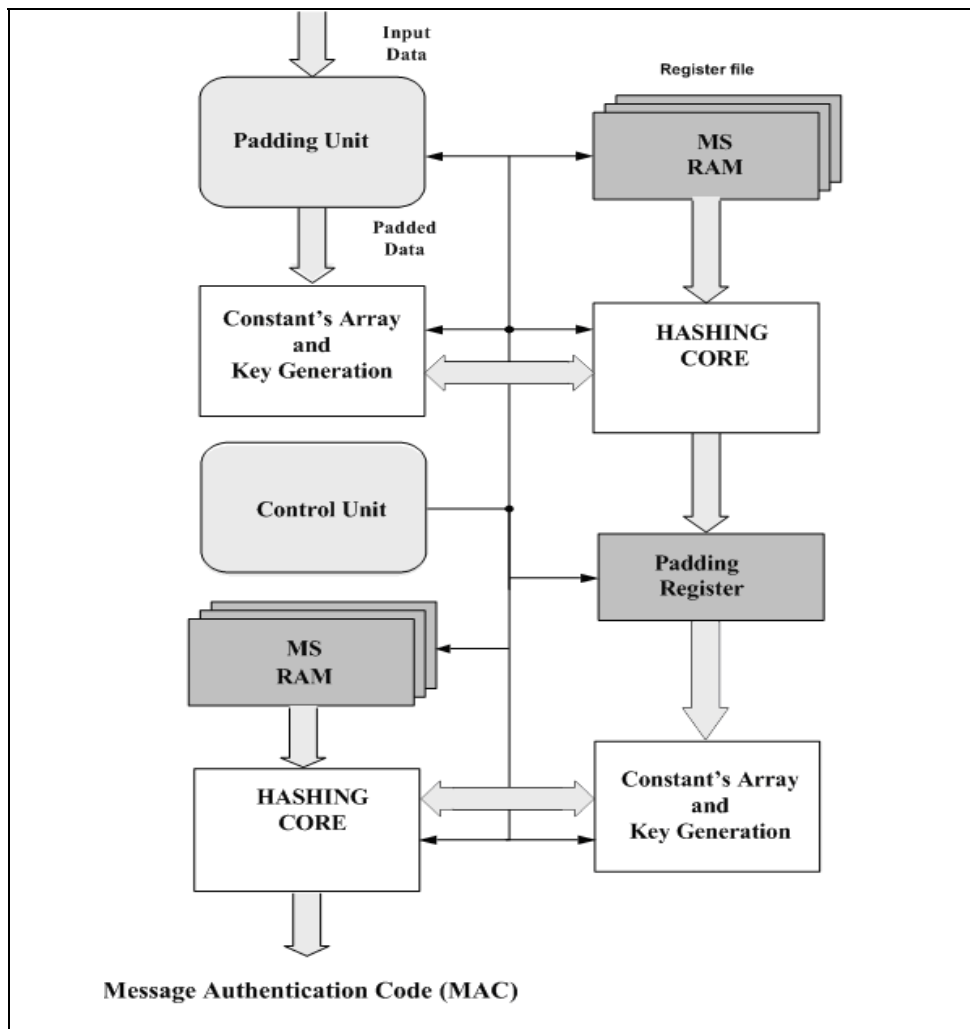 Input
Data
Register file
Padding Unit
MS
RAM
Padded
Data
Constant’s Array
and
Key Generation
HASHING
CORE
Control Unit
Padding
Register
MS
RAM
HASHING
CORE
Constant’s Array
and
Key Generation
Message Authentication Code (MAC)